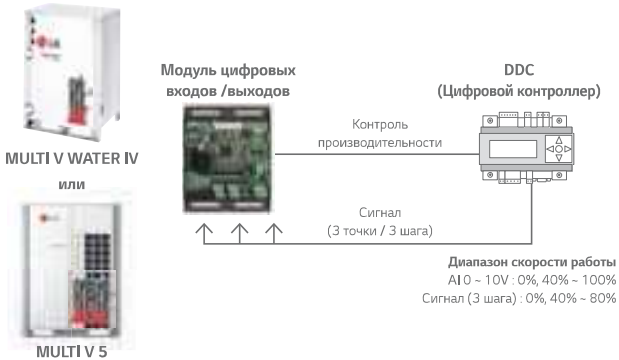 MULTI V WATER IV
или
MULTI V 5
Модуль цифровых
входов /выходов
DDC
(Цифровой контроллер)
Контроль
производительности
Сигнал
(3 точки / 3 шага)
Диапазон скорости работы
AI 0 ~ 10V : 0%, 40% ~ 100%
Сигнал (3 шага) : 0%, 40% ~ 80%